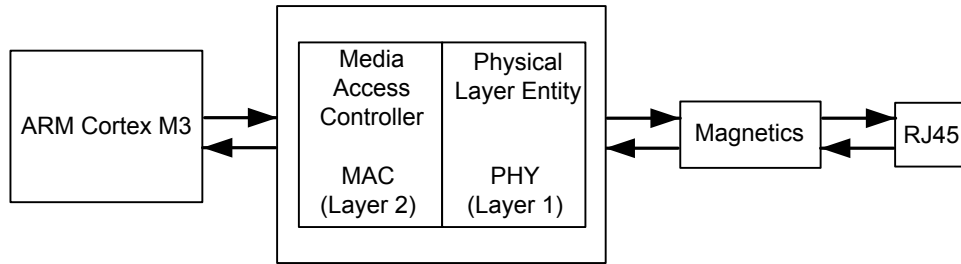 ARM Cortex M3
Media
Access
Controller
MAC
(Layer 2)
Physical
Layer Entity
PHY
(Layer 1)
Magnetics
RJ45